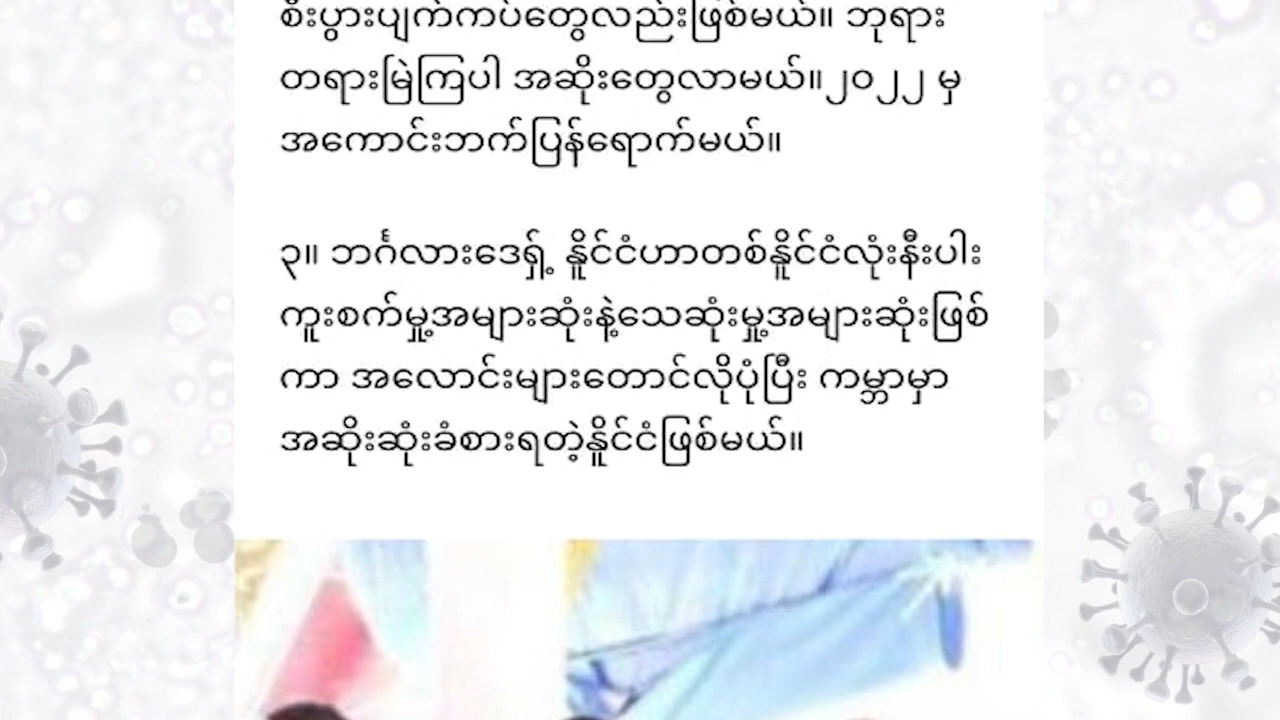 စီးပွားပျက်ကပ်တွေလည်းဖြစ်မယ်။ ဘုရား
တရားမြဲကြပါ အဆိုးတွေလာမယ်။၂၀၂၂ မှ
အကောင်းဘက်ပြန်ရောက်မယ်။
၃။ ဘင်္ဂလားဒေရှ်႕ နိူင်ငံဟာတစ်နိူင်ငံလုံးနီးပါး
ကူးစက်မှု့အများဆုံးနဲ့သေဆုံးမှု့အများဆုံးဖြစ်
ကာ အလောင်းများတောင်လိုပုံပြီး ကမ္ဘာမှာ
အဆိုးဆုံးခံစားရတဲ့နိူင်ငံဖြစ်မယ်။